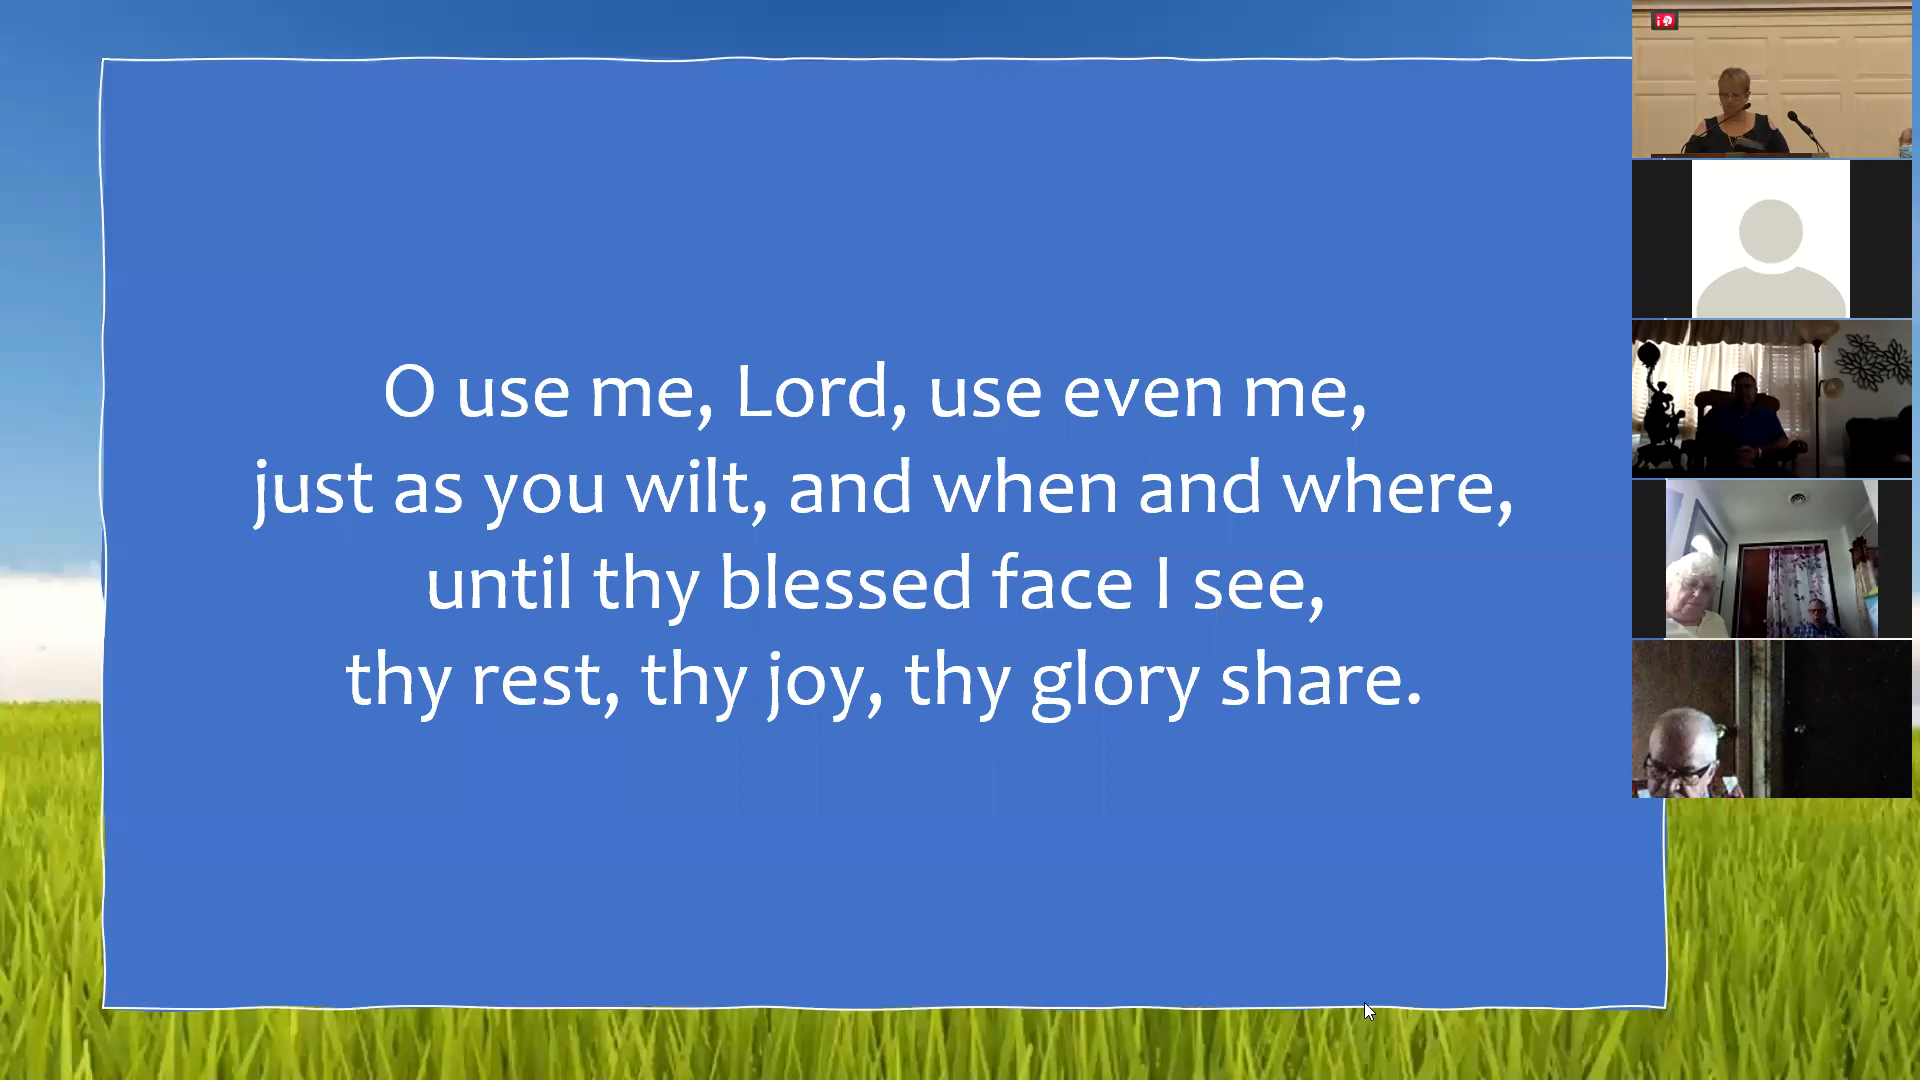 O use me, Lord, use even me,
just as you wilt, and when and where,
until thy blessed face I see,
thy rest, thy joy, thy glory share.